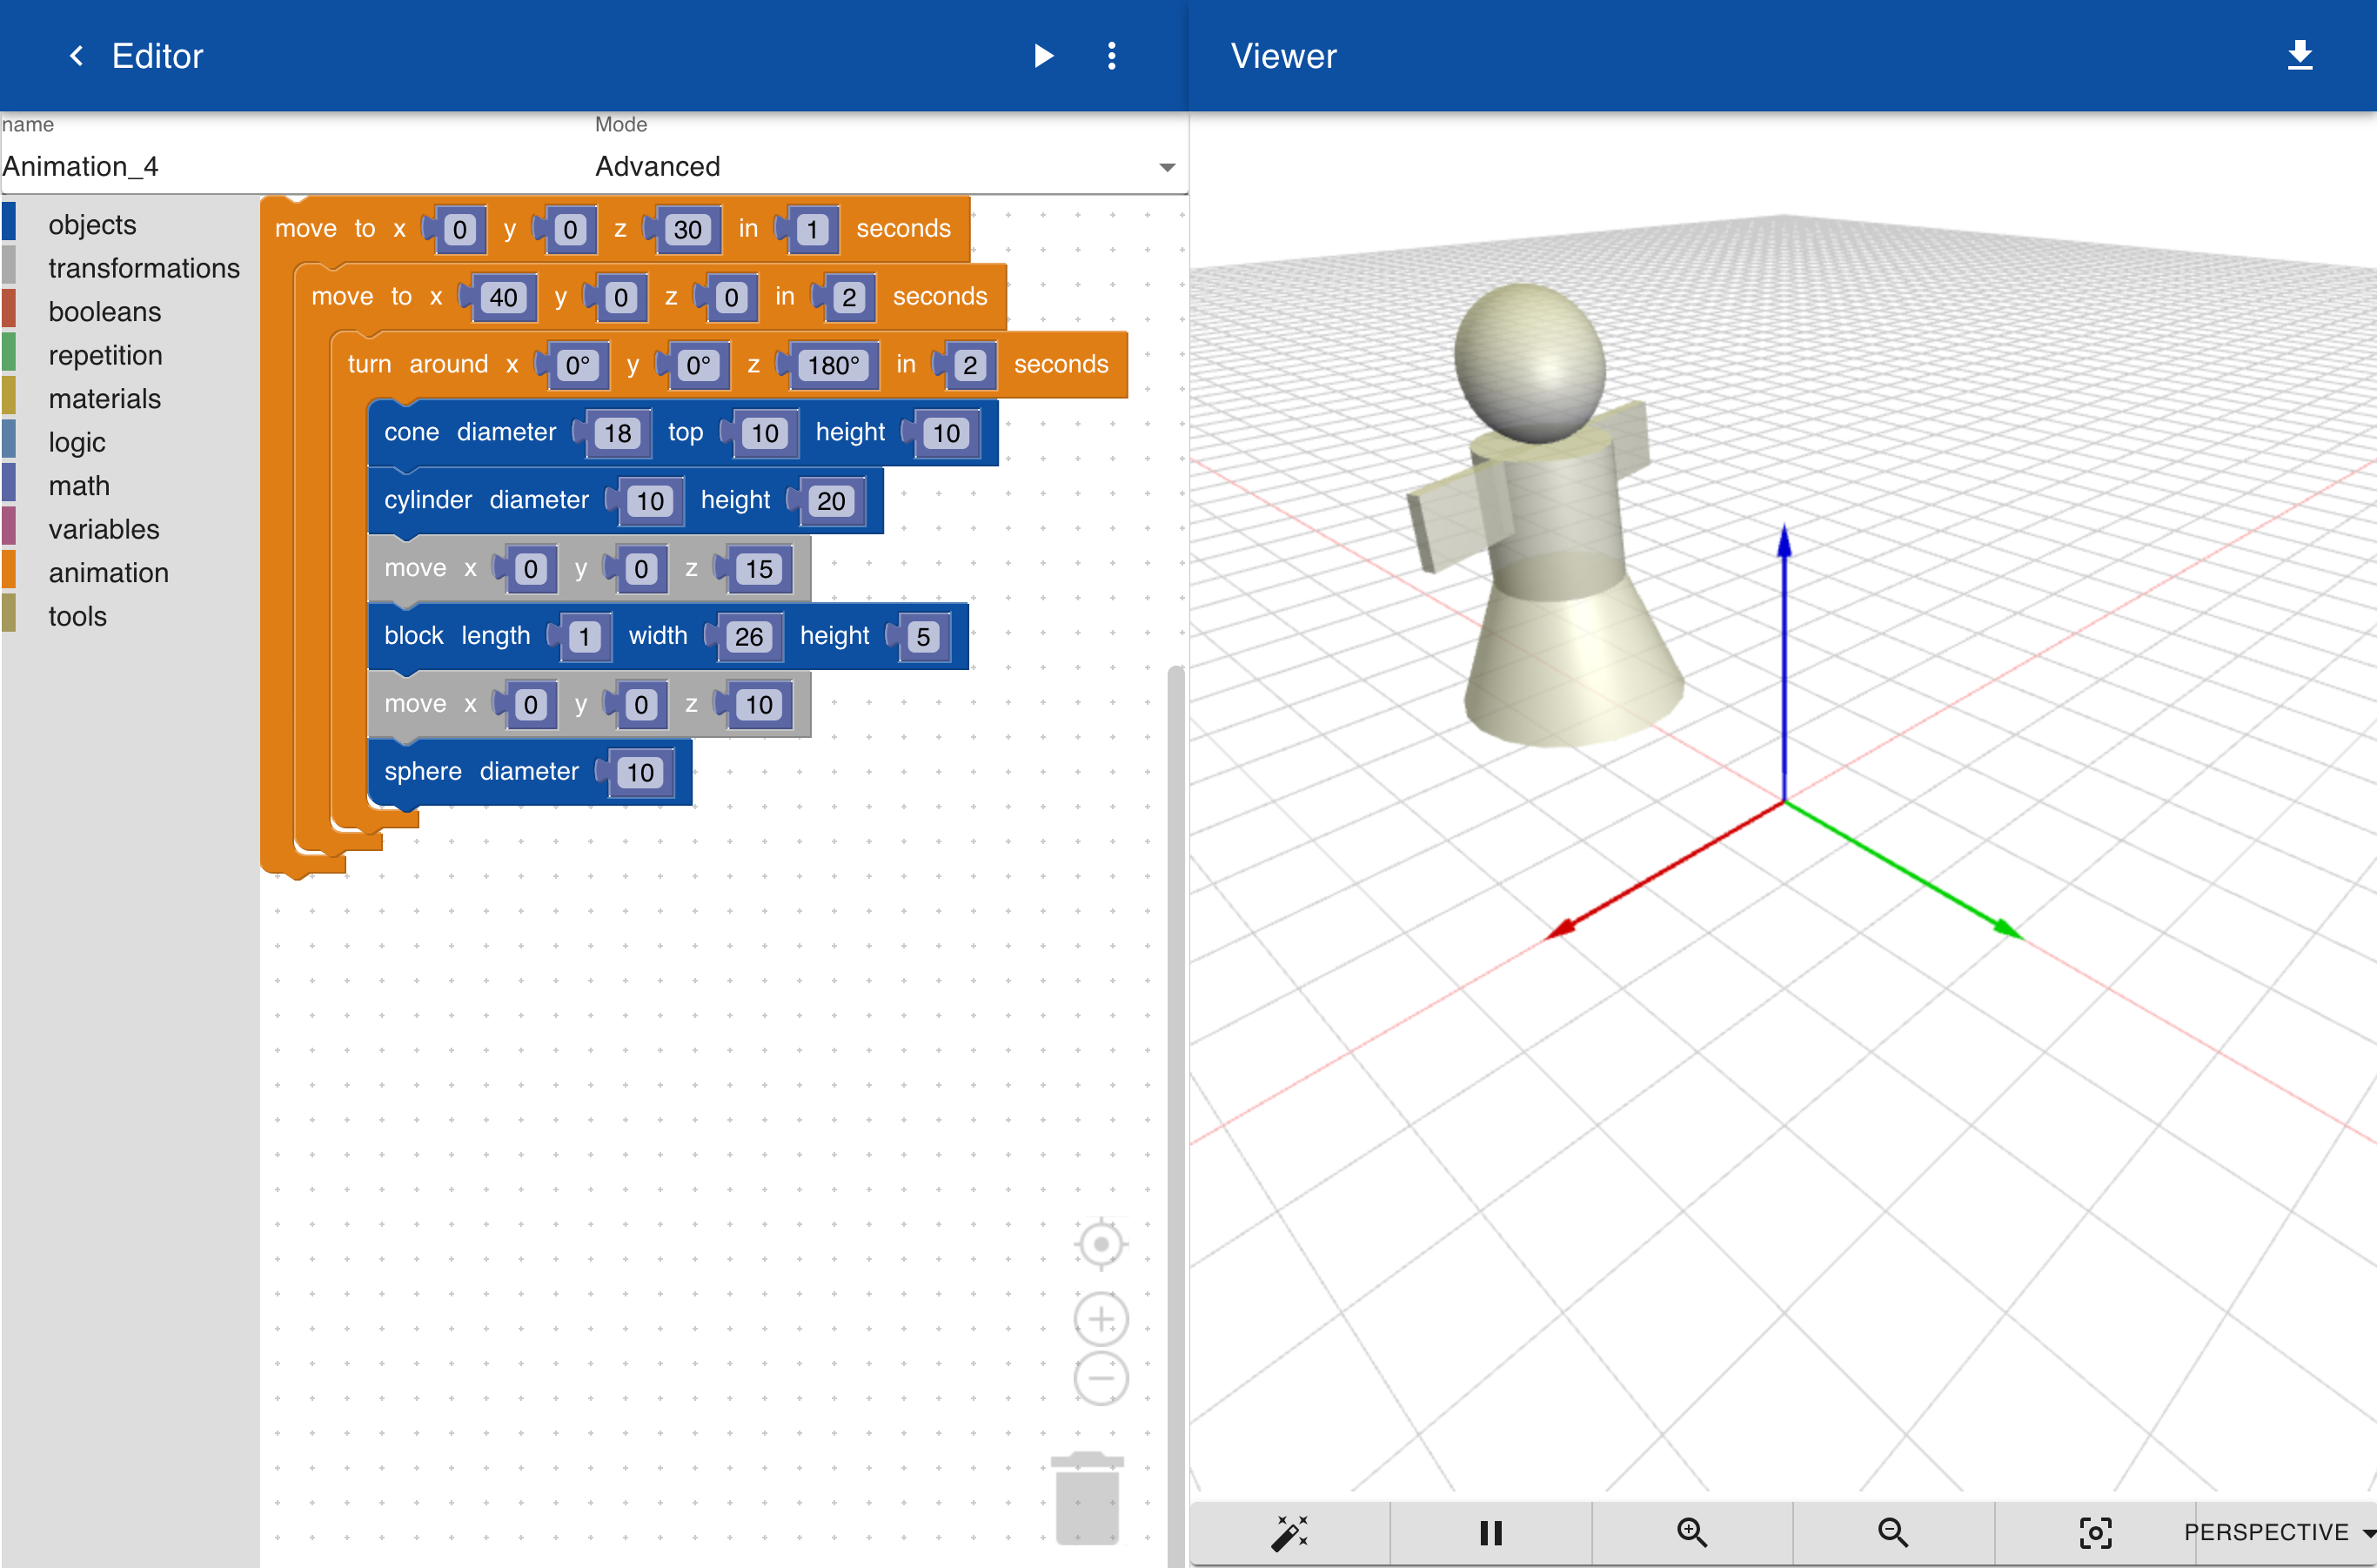 Editor
Viewer
name
Mode
Animation_4
Advanced
objects
transformations
booleans
repetition
materials
logic
math
variables
animation
tools
move to x 0 y 0 z 30 in 1 seconds
move to x 40 y 0 z 0 in 2 seconds
turn around x 0° y 0° z 180° in 2 seconds
cone diameter 18 top 10 height 10
cylinder diameter 10 height 20
move x 0 y 0 z 15
block length 1 width 26 height 5
move x 0 y 0 z 10
sphere diameter 10
PERSPECTIVE